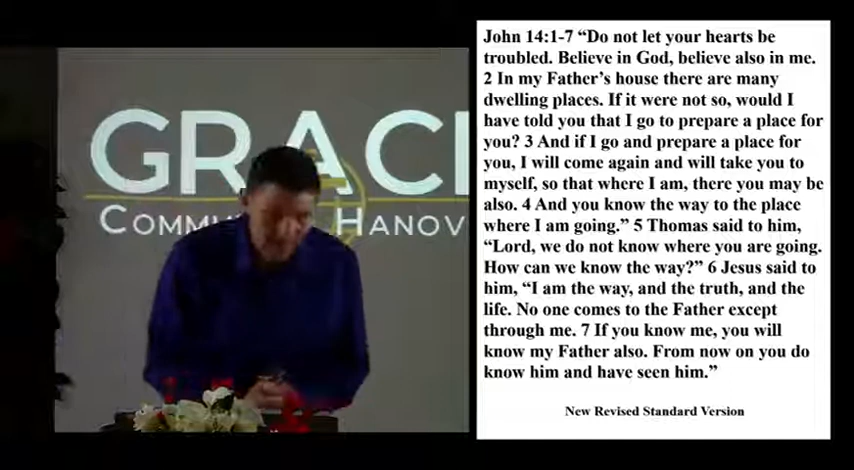 GRAC
COMMU HANOV
John 14:1-7 “Do not let your hearts be
troubled. Believe in God, believe also in me.
2 In my Father’s house there are many
dwelling places. If it were not so, would I
have told you that I go to prepare a place for
you? 3 And if I go and prepare a place for
you, I will come again and will take you to
myself, so that where I am, there you may be
also. 4 And you know the way to the place
where I am going.” 5 Thomas said to him,
“Lord, we do not know where you are going.
How can we know the way?” 6 Jesus said to
him, “I am the way, and the truth, and the
life. No one comes to the Father except
through me. 7 If you know me, you will
know my Father also. From now on you do
know him and have seen him.”
New Revised Standard Version